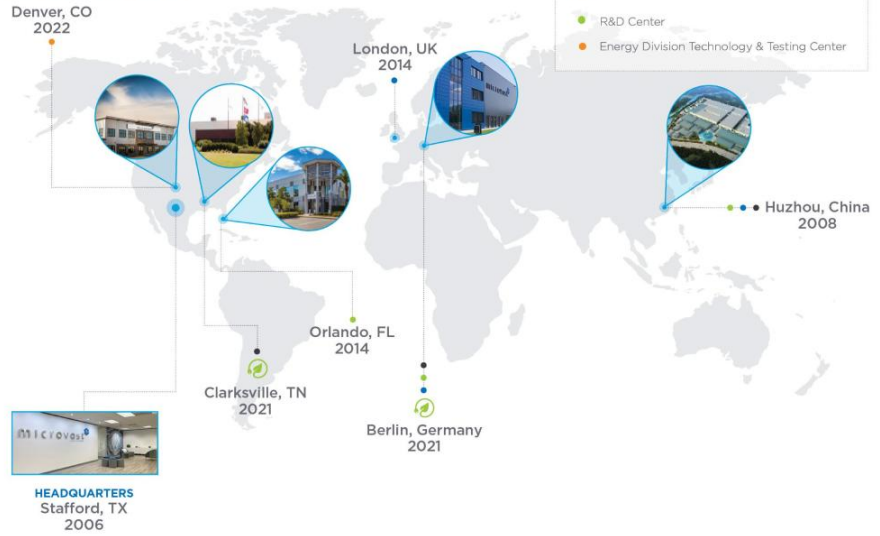 Denver, CO
2022
London, UK
2014
R&D Center
Energy Division Technology & Testing Center
microvast
Huzhou, China
2008
Orlando, FL
2014
Clarksville, TN
2021
Berlin, Germany
2021
microvast
HEADQUARTERS
Stafford, TX
2006